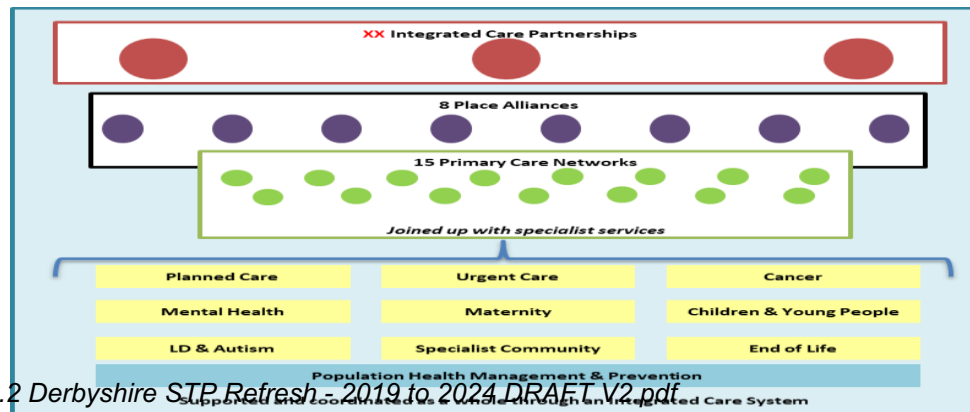 XX Integrated Care Partnerships
8 Place Alliances
15 Primary Care Networks
Joined up with specialist services
Planned Care Urgent Care Cancer
Mental Health Maternity Children & Young People
LD & Autism Specialist Community End of Life
Population Health Management & Prevention
.2 Derbyshire STP Refresh - 2019 to 2024 DRAFT V2.pdf
Supported and coordinated as a whole through an Integrated Care System